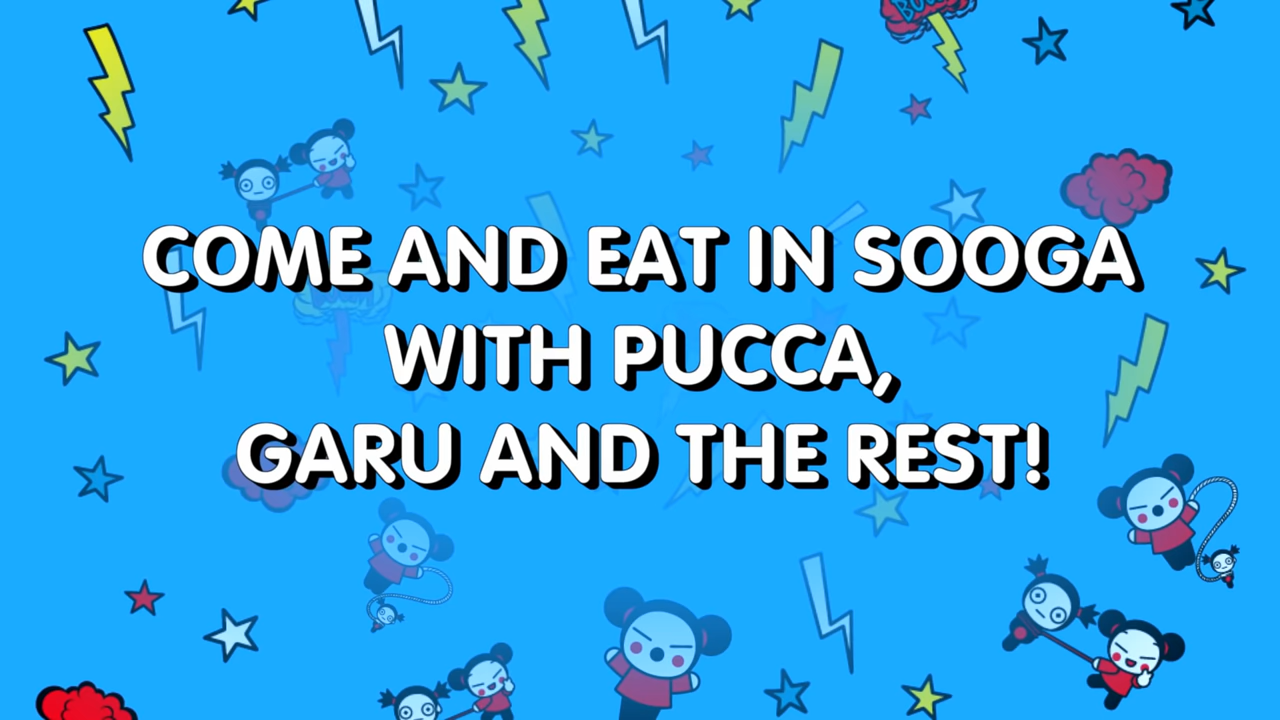 COME AND EAT IN SOOGA
WITH PUCCA,
GARU AND THE REST!